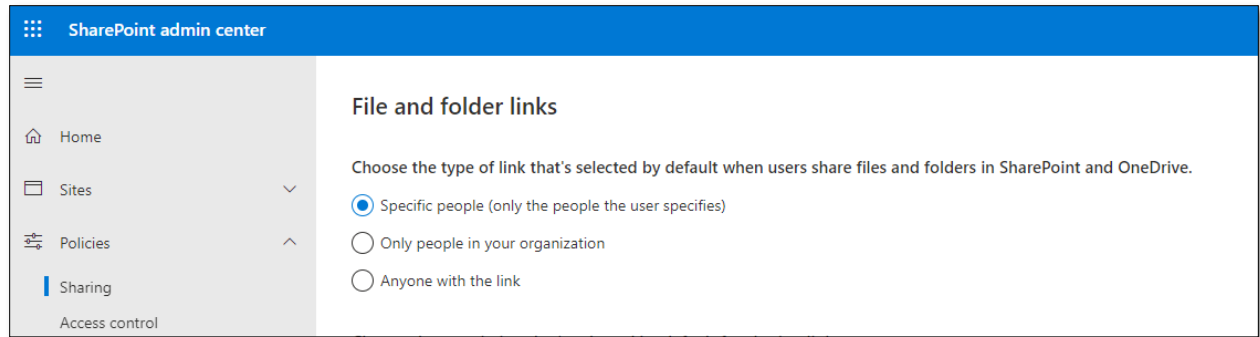 SharePoint admin center
Home
Sites
Policies
Sharing
Access control
File and folder links
Choose the type of link that's selected by default when users share files and folders in SharePoint and OneDrive.
Specific people (only the people the user specifies)
Only people in your organization
Anyone with the link